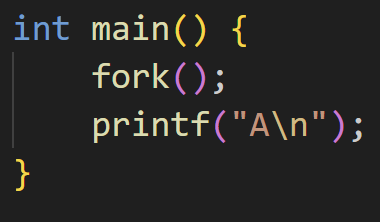 int main() {
    fork();
    printf("A\n");
}